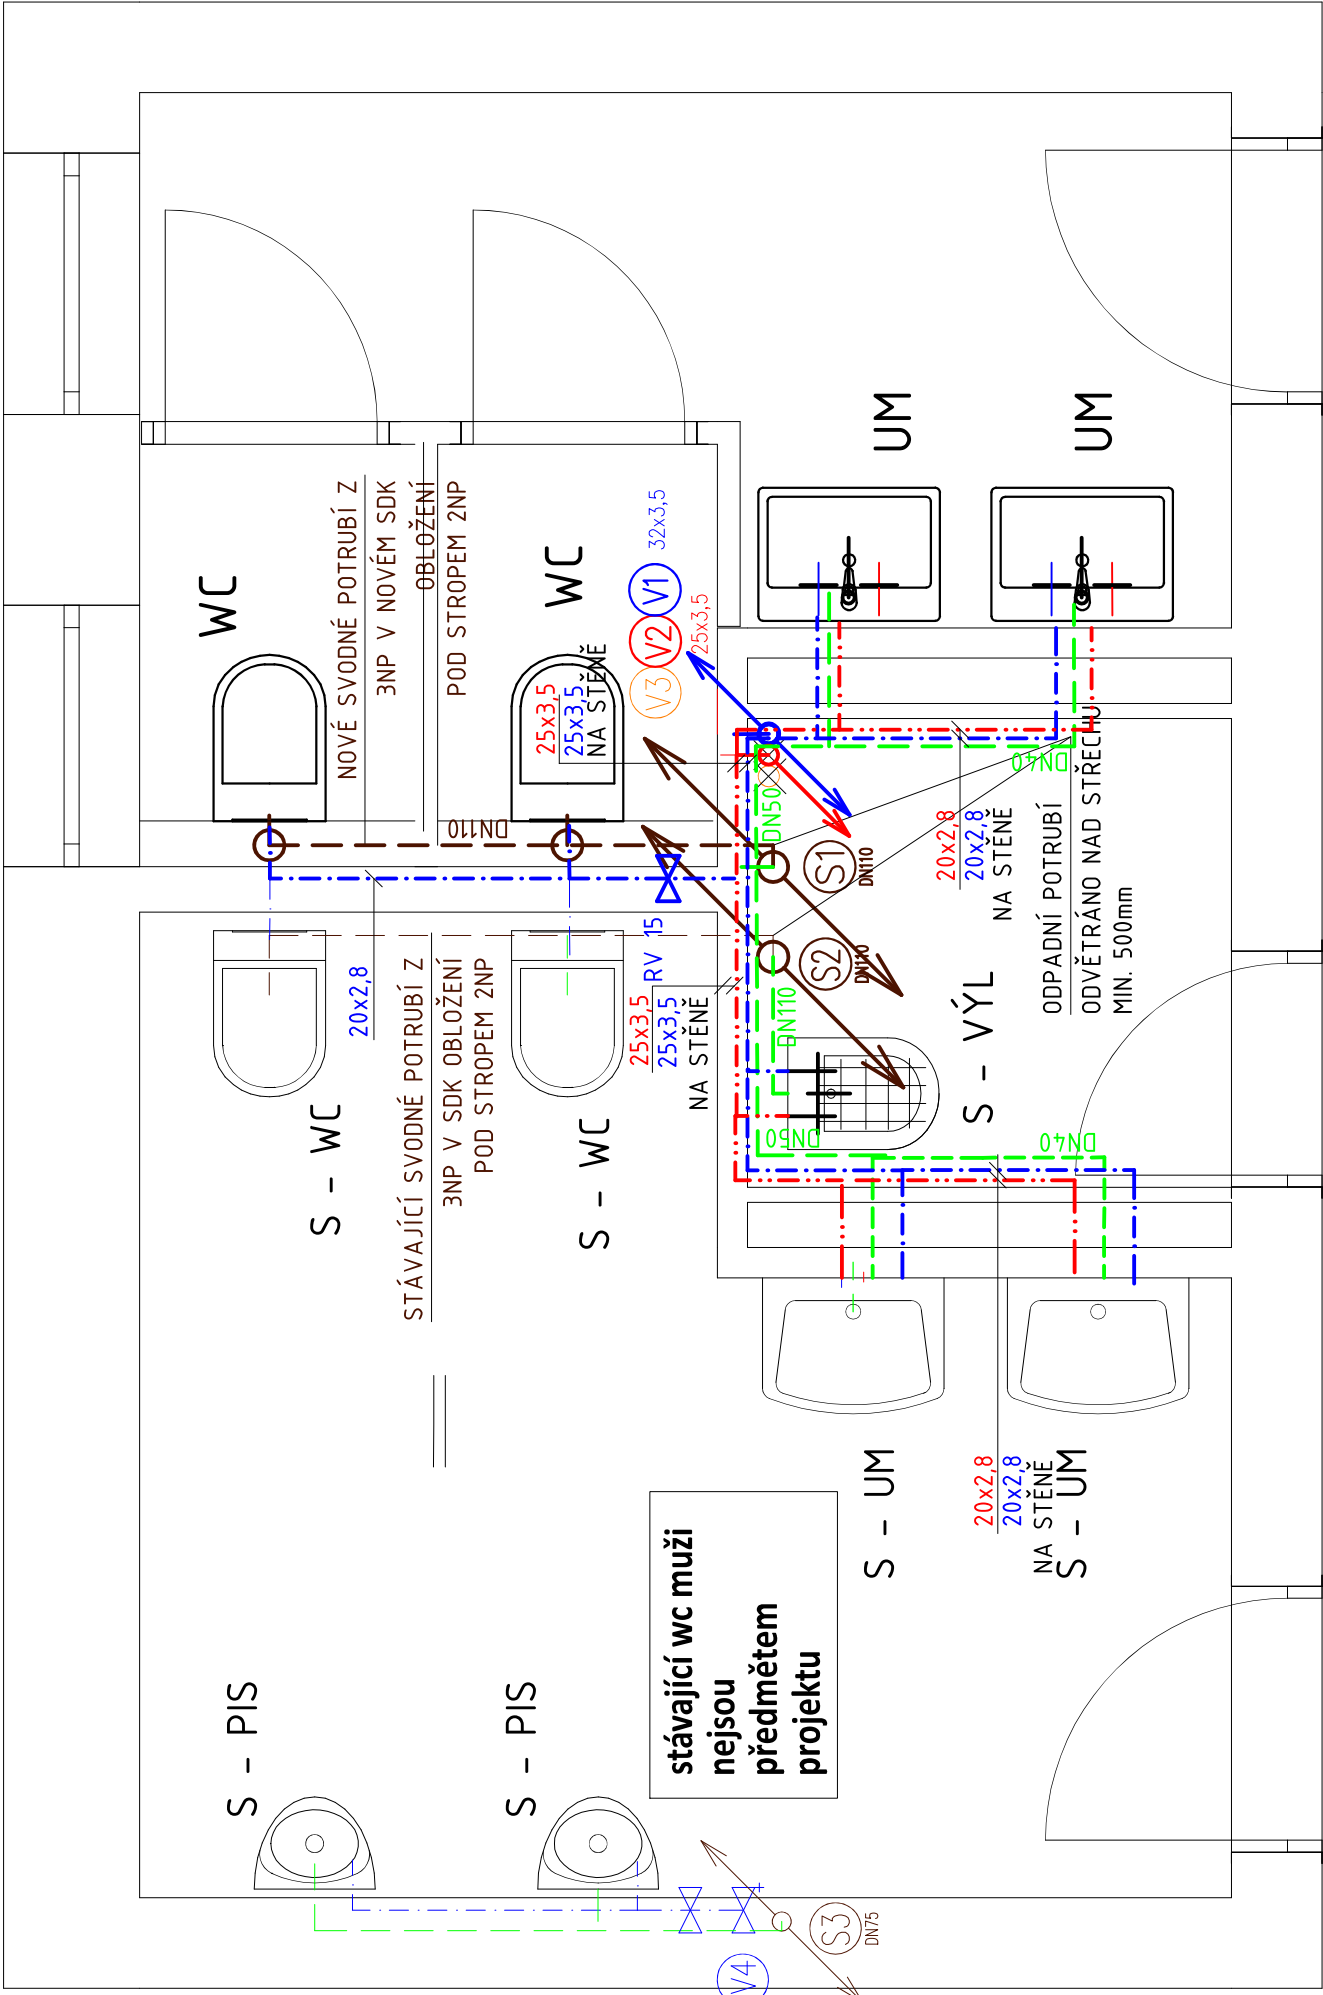 WC
NOVÉ SVODNÉ POTRUBÍ Z
3NP V NOVÉM SDK
OBLOŽENÍ
POD STROPEM 2NP
WC
V3
V2
V1
32x3,5
25x3,5
25x3,5
25x3,5
NA STĚNĚ
DN110
UM
UM
20x2,8
S - WC
STÁVAJÍCÍ SVODNÉ POTRUBÍ Z
3NP V SDK OBLOŽENÍ
POD STROPEM 2NP
S - WC
RV 15
25x3,5
25x3,5
NA STĚNĚ
DN50
S1
DN110
S2
DN110
DN110
DN50
DN40
20x2,8
20x2,8
NA STĚNĚ
ODPADNÍ POTRUBÍ
ODVĚTRÁNO NAD STŘECHU
MIN. 500mm
S - VÝL
DN40
S - UM
20x2,8
20x2,8
NA STĚNĚ
S - UM
stávající wc muži
nejsou
předmětem
projektu
S - PIS
S - PIS
V4
S3
DN75